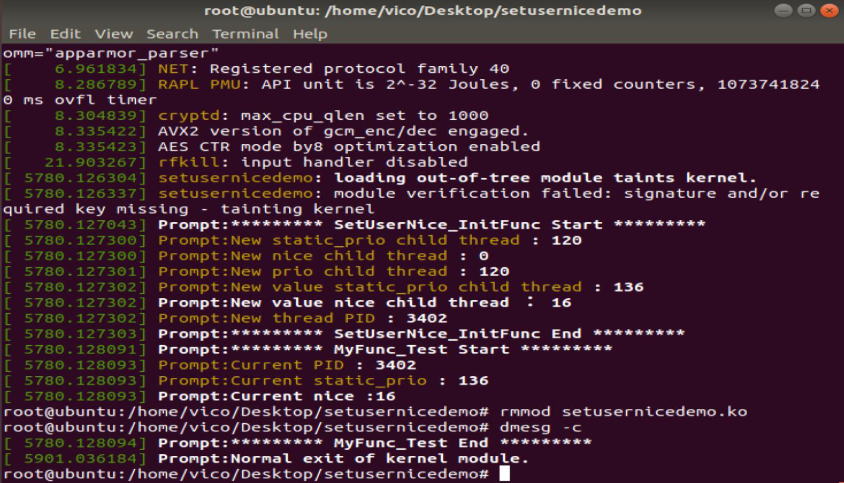 root@ubuntu: /home/vico/Desktop/setusernicedemo
File Edit View Search Terminal Help
omm="apparmor_parser"
[    6.961834] NET: Registered protocol family 40
[    8.286789] RAPL PMU: API unit is 2^-32 Joules, 0 fixed counters, 1073741824
0 ms ovfl timer
[    8.304839] cryptd: max_cpu_qlen set to 1000
[    8.335422] AVX2 version of gcm_enc/dec engaged.
[    8.335423] AES CTR mode by8 optimization enabled
[   21.903267] rfkill: input handler disabled
[ 5780.126304] setusernicedemo: loading out-of-tree module taints kernel.
[ 5780.126337] setusernicedemo: module verification failed: signature and/or re
quired key missing - tainting kernel
[ 5780.127043] Prompt:********* SetUserNice_InitFunc Start *********
[ 5780.127300] Prompt:New static_prio child thread : 120
[ 5780.127300] Prompt:New nice child thread : 0
[ 5780.127301] Prompt:New prio child thread : 120
[ 5780.127302] Prompt:New value static_prio child thread : 136
[ 5780.127302] Prompt:New value nice child thread : 16
[ 5780.127302] Prompt:New thread PID : 3402
[ 5780.127303] Prompt:********* SetUserNice_InitFunc End *********
[ 5780.128091] Prompt:********* MyFunc_Test Start *********
[ 5780.128093] Prompt:Current PID : 3402
[ 5780.128093] Prompt:Current static_prio : 136
[ 5780.128093] Prompt:Current nice :16
root@ubuntu:/home/vico/Desktop/setusernicedemo# rmmod setusernicedemo.ko
root@ubuntu:/home/vico/Desktop/setusernicedemo# dmesg -c
[ 5780.128094] Prompt:********* MyFunc_Test End *********
[ 5901.036184] Prompt:Normal exit of kernel module.
root@ubuntu:/home/vico/Desktop/setusernicedemo#